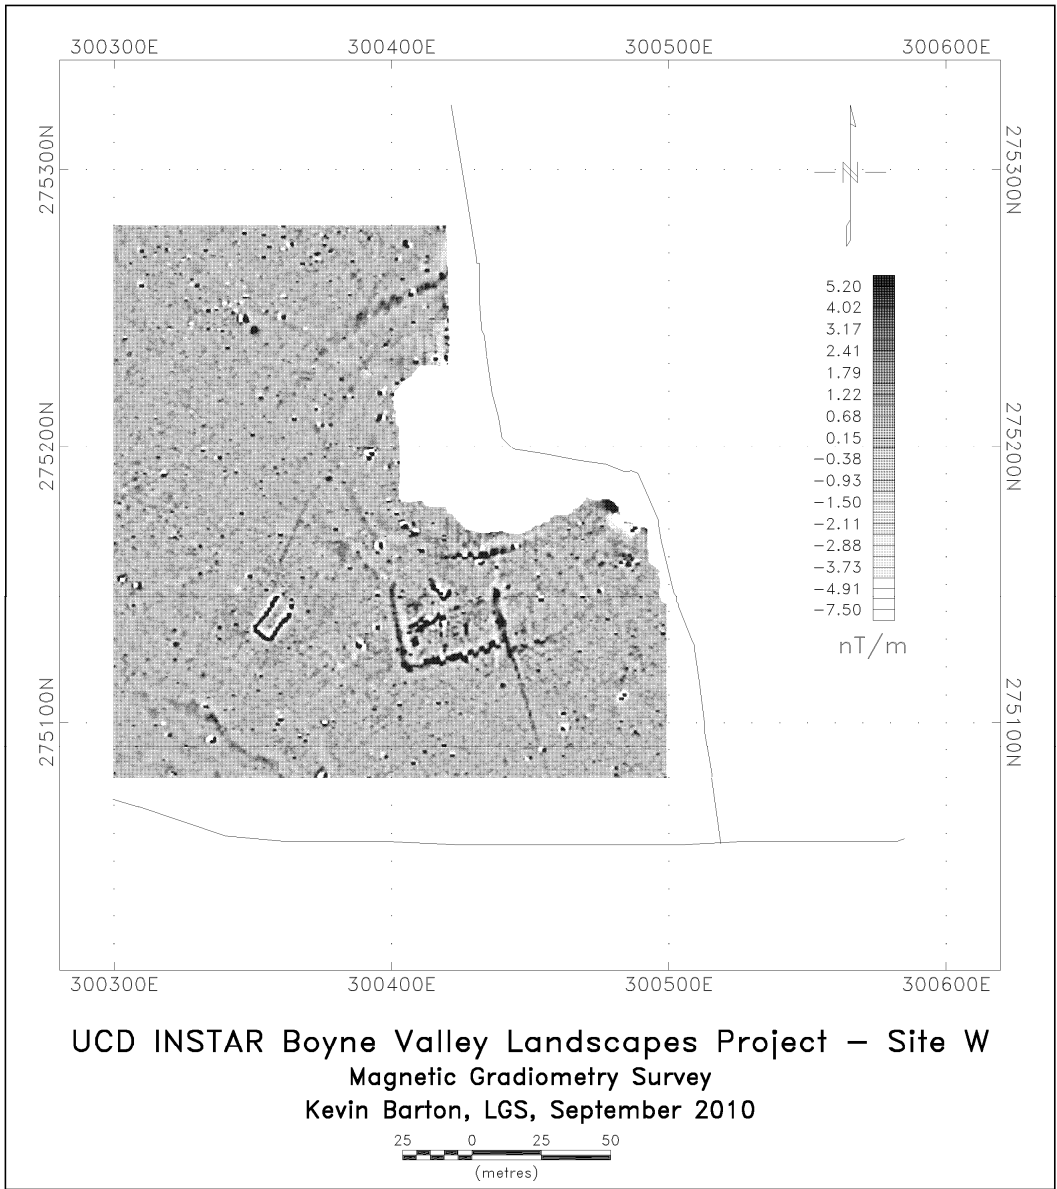 300300E 300400E 300500E 300600E
275300N
275300N
N
5.20
4.02
3.17
2.41
1.79
1.22
0.68
0.15
-0.38
-0.93
-1.50
-2.11
-2.88
-3.73
-4.91
-7.50
nT/m
275200N
275200N
275100N
275100N
300300E 300400E 300500E 300600E
UCD INSTAR Boyne Valley Landscapes Project - Site W
Magnetic Gradiometry Survey
Kevin Barton, LGS, September 2010
25 0 25 50
(metres)